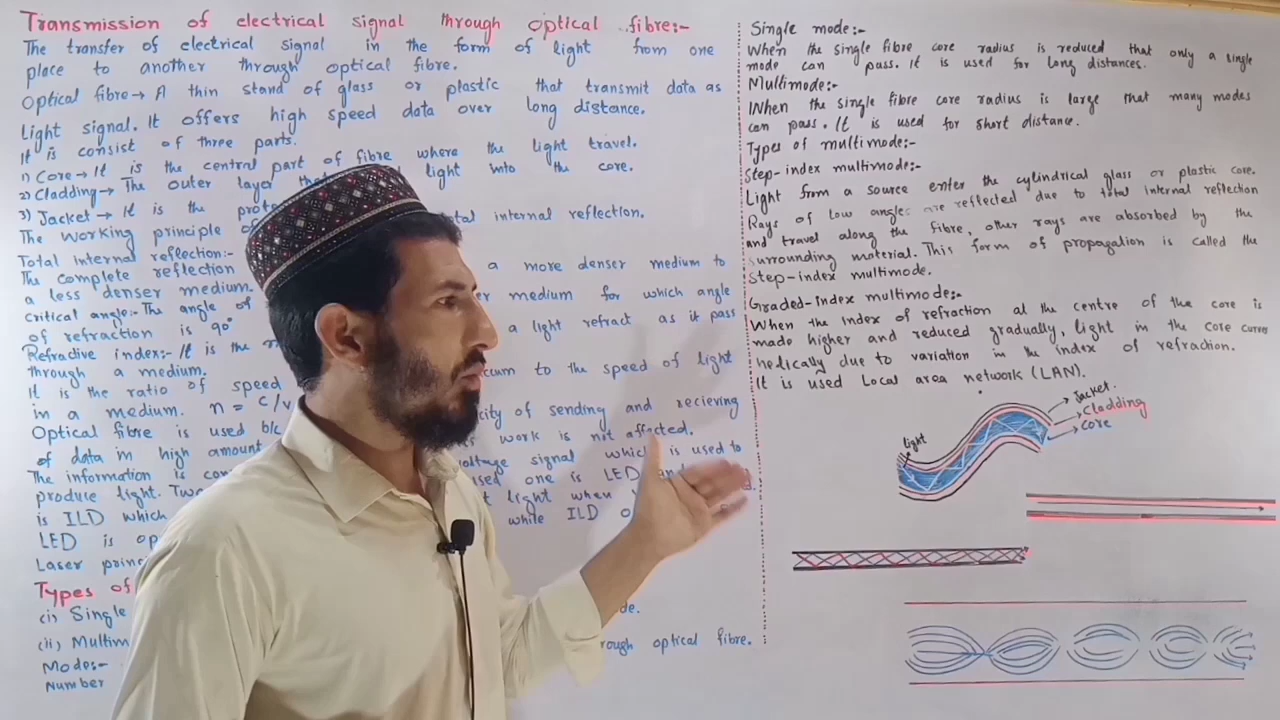 Transmission of electrical signal through optical fibre:-
The transfer of electrical signal in the form of light from one
place to another through optical fibre.
Optical fibre→ A thin stand of glass or plastic that transmit data as
Light signal. It offers high speed data over long distance.
It is consist of three parts.
1) Core→ It is the central part of fibre where the light travel.
2) Cladding→ The outer layer light into the core.
3) Jacket→ It is the
The working principle total internal reflection.
Total internal reflection:-
The complete reflection a more denser medium to
a less denser medium.
Critical angle:- The angle of medium for which angle
of refraction is 90°
Refractive index:- It is the a light refract as it pass
through a medium.
It is the ratio of speed to the speed of light
in a medium. n = c/v
Optical fibre is used b/c of sending and recieving
of data in high amount work is not affected.
The information is voltage signal which is used to
produce light. one is LED and
is ILD which light when
LED is while ILD
Laser
Types of
(i) Single
(ii) optical fibre.
Modes:-
Number
Single mode:-
When the single fibre core radius is reduced that only a single
mode can pass. It is used for long distances.
Multimode:-
When the single fibre core radius is large that many modes
can pass. It is used for short distance.
Types of multimode:-
Step-index multimode:-
Light from a source enter the cylindrical glass or plastic core.
Rays of low angles are reflected due to total internal reflection
and travel along the fibre, other rays are absorbed by the
surrounding material. This form of propagation is called the
step-index multimode.
Graded-index multimode:-
When the index of refraction at the centre of the core is
made higher and reduced gradually, light in the core curves
helically due to variation in the index of refraction.
It is used Local area network (LAN).
Jacket.
Cladding
Core
light